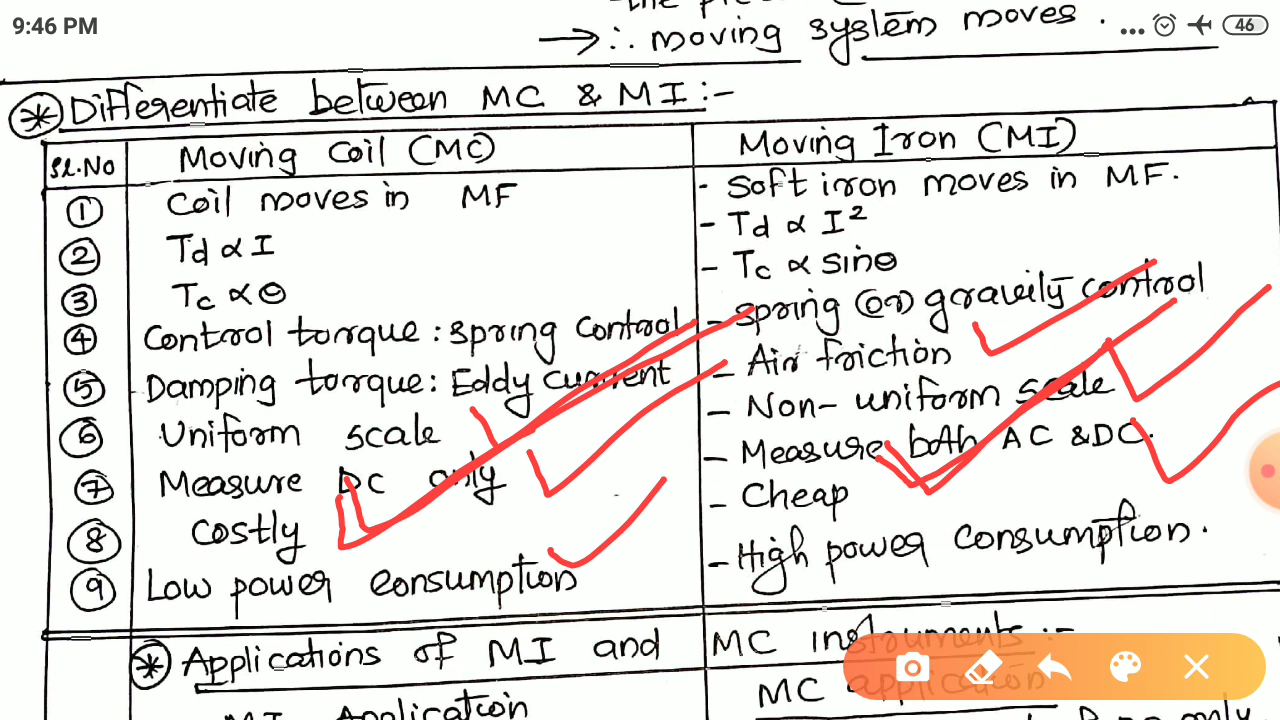 9:46 PM
46
→ ∴ moving system moves.
* Differentiate between MC & MI :-
Sl.No Moving Coil (MC) Moving Iron (MI)
1 Coil moves in MF - Soft iron moves in MF.
2 Td ∝ I - Td ∝ I²
3 Tc ∝ θ - Tc ∝ sinθ
4 Control torque : spring control - spring (or) gravity control
5 Damping torque : Eddy current - Air friction
6 Uniform scale - Non-uniform scale
7 Measure DC only - Measure both AC & DC.
8 Costly - Cheap
9 Low power consumption - High power consumption.
* Applications of MI and MC instruments :-
MI Application MC application